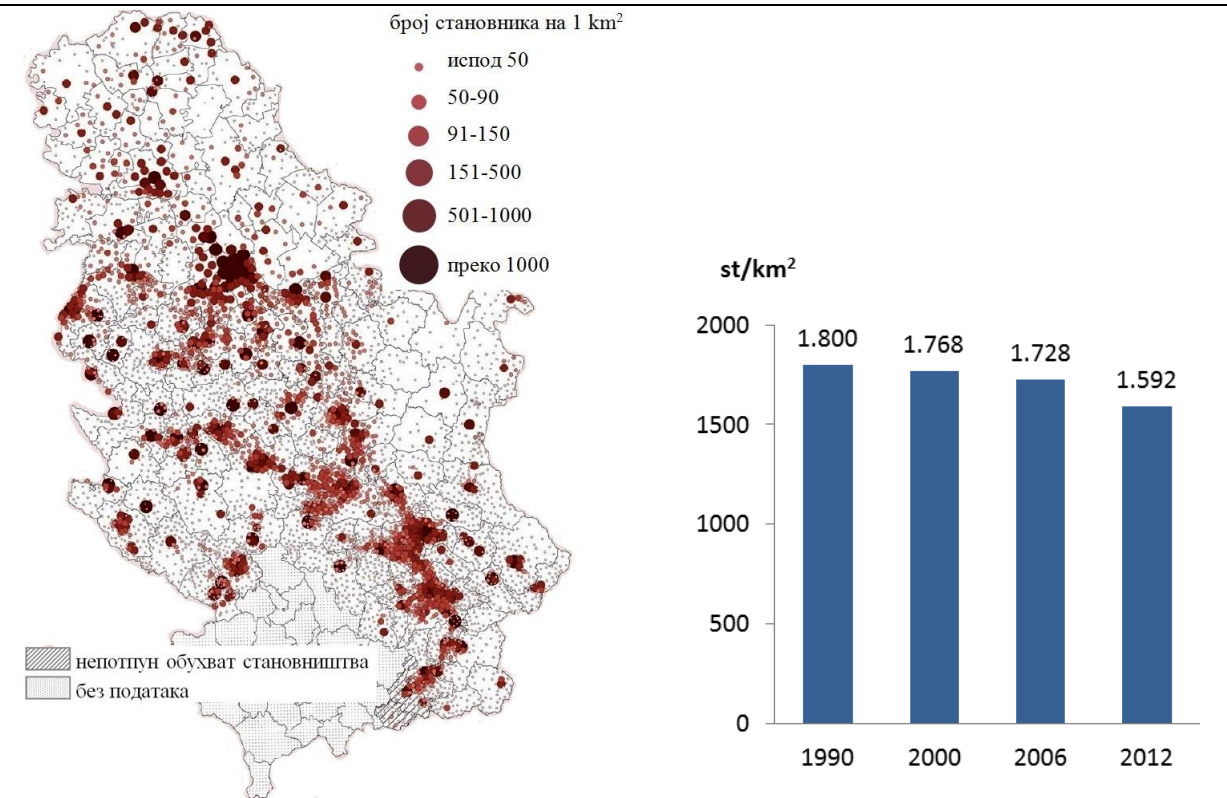 број становника на 1 km²
испод 50
50-90
91-150
151-500
501-1000
преко 1000
непотпун обухват становништва
без података
st/km²
2000
1500
1000
500
0
1.800
1.768
1.728
1.592
1990
2000
2006
2012